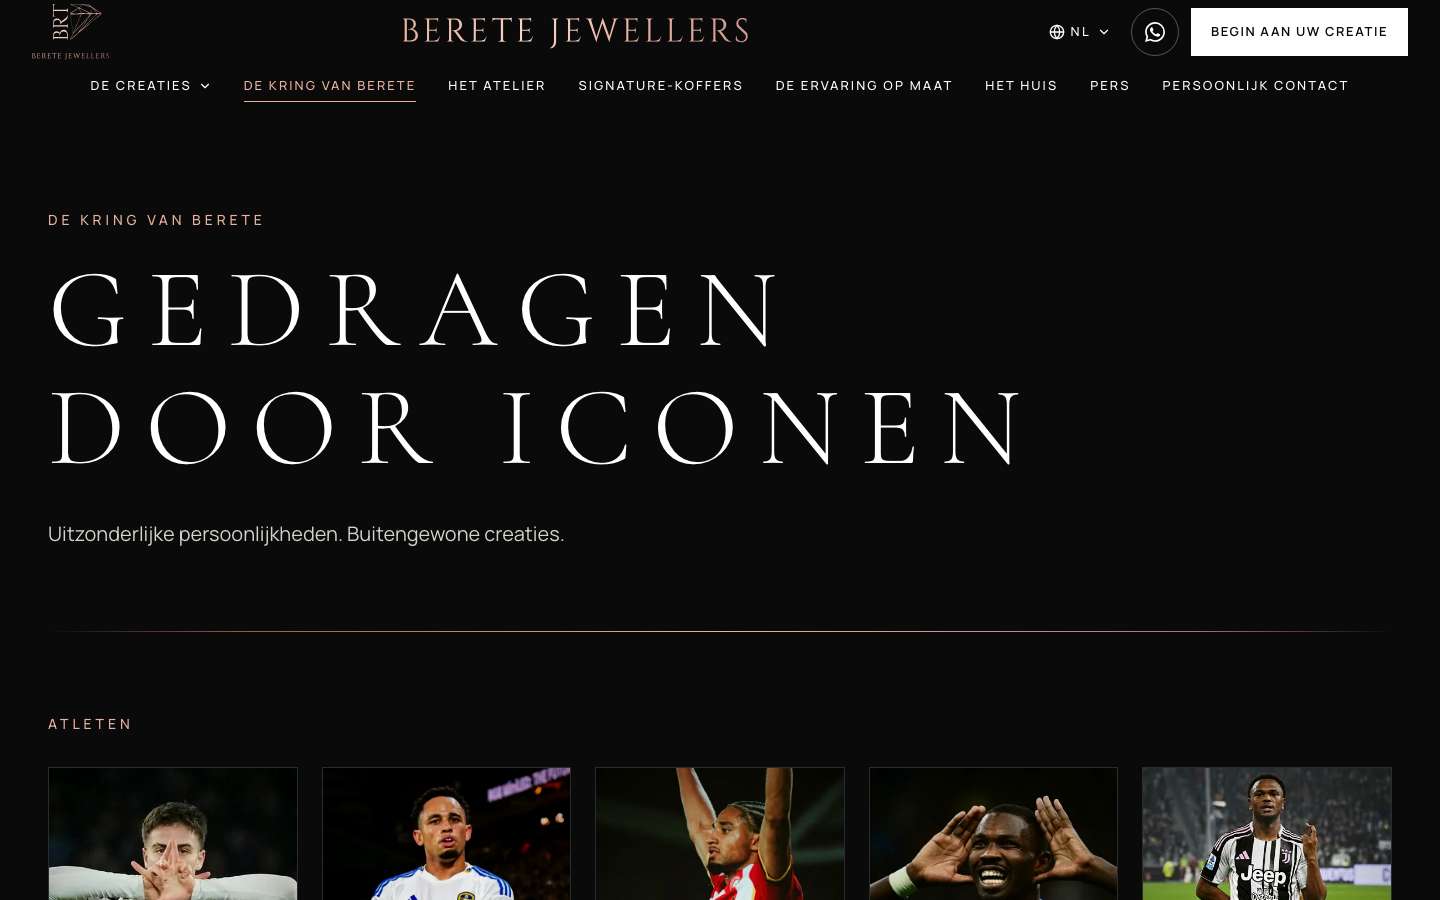 BRT
BERETE JEWELLERS
BERETE JEWELLERS
NL
BEGIN AAN UW CREATIE
DE CREATIES
DE KRING VAN BERETE
HET ATELIER
SIGNATURE-KOFFERS
DE ERVARING OP MAAT
HET HUIS
PERS
PERSOONLIJK CONTACT
DE KRING VAN BERETE
GEDRAGEN
DOOR ICONEN
Uitzonderlijke persoonlijkheden. Buitengewone creaties.
ATLETEN
Jeep